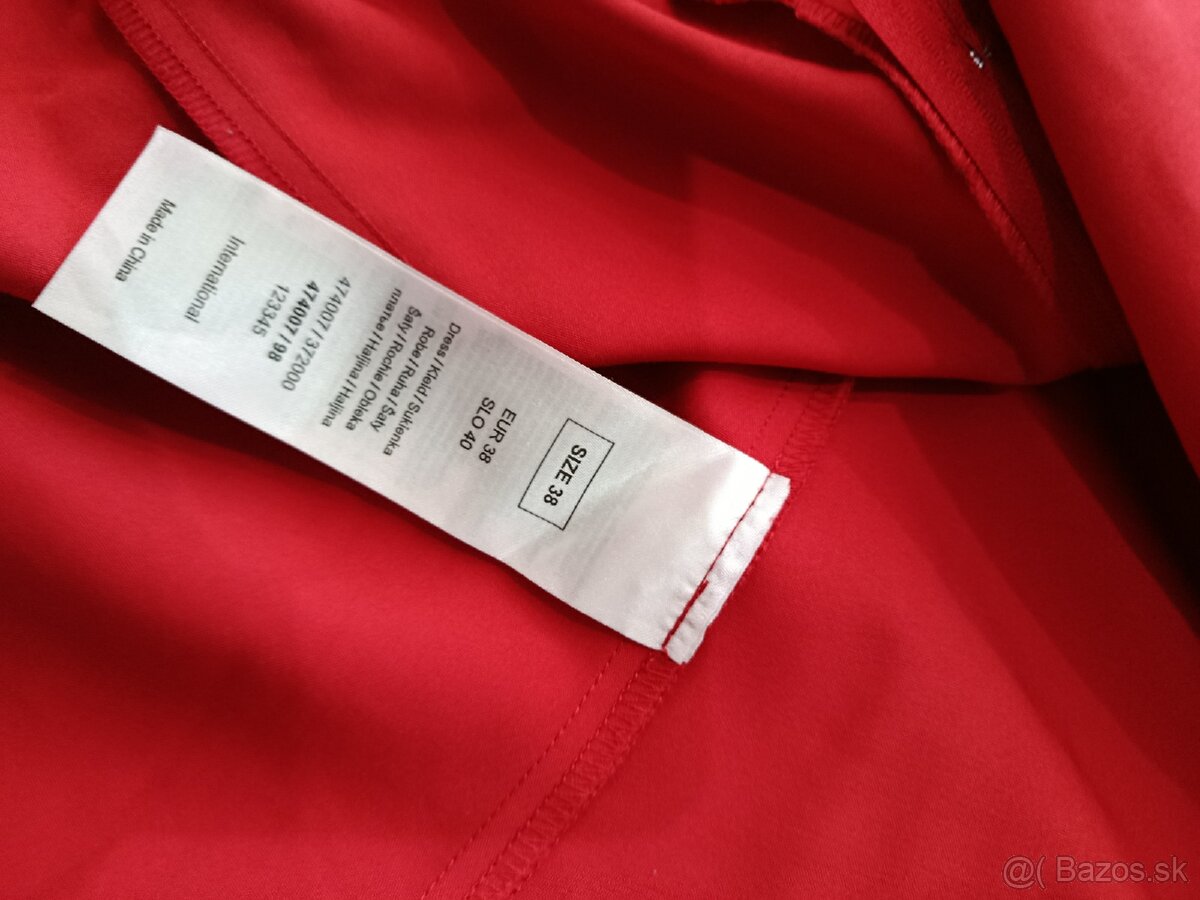 SIZE 38
EUR 38
SLO 40
Dress / Kleid / Sukienka
Robe / Ruha / Šaty
Šaty / Rochie / Obleka
платье / Haljina / Haljina
474007 / 372000
474007 / 98
123345
International
Made in China
@( Bazos.sk